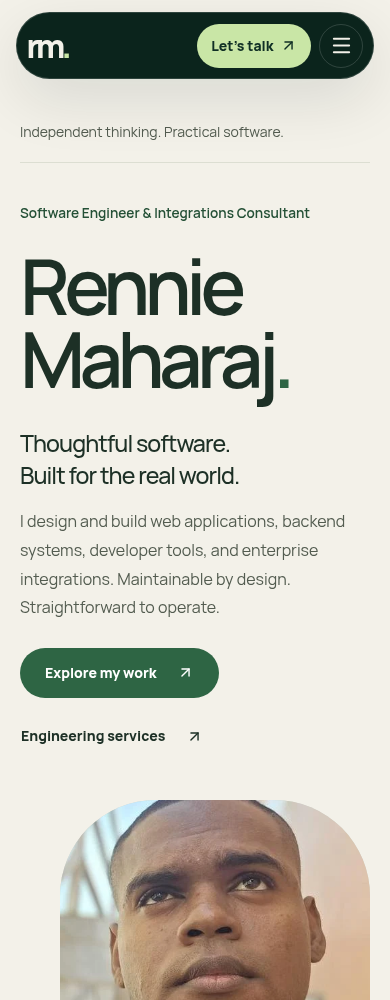 rm.
Let's talk
Independent thinking. Practical software.
Software Engineer & Integrations Consultant
Rennie
Maharaj.
Thoughtful software.
Built for the real world.
I design and build web applications, backend
systems, developer tools, and enterprise
integrations. Maintainable by design.
Straightforward to operate.
Explore my work
Engineering services